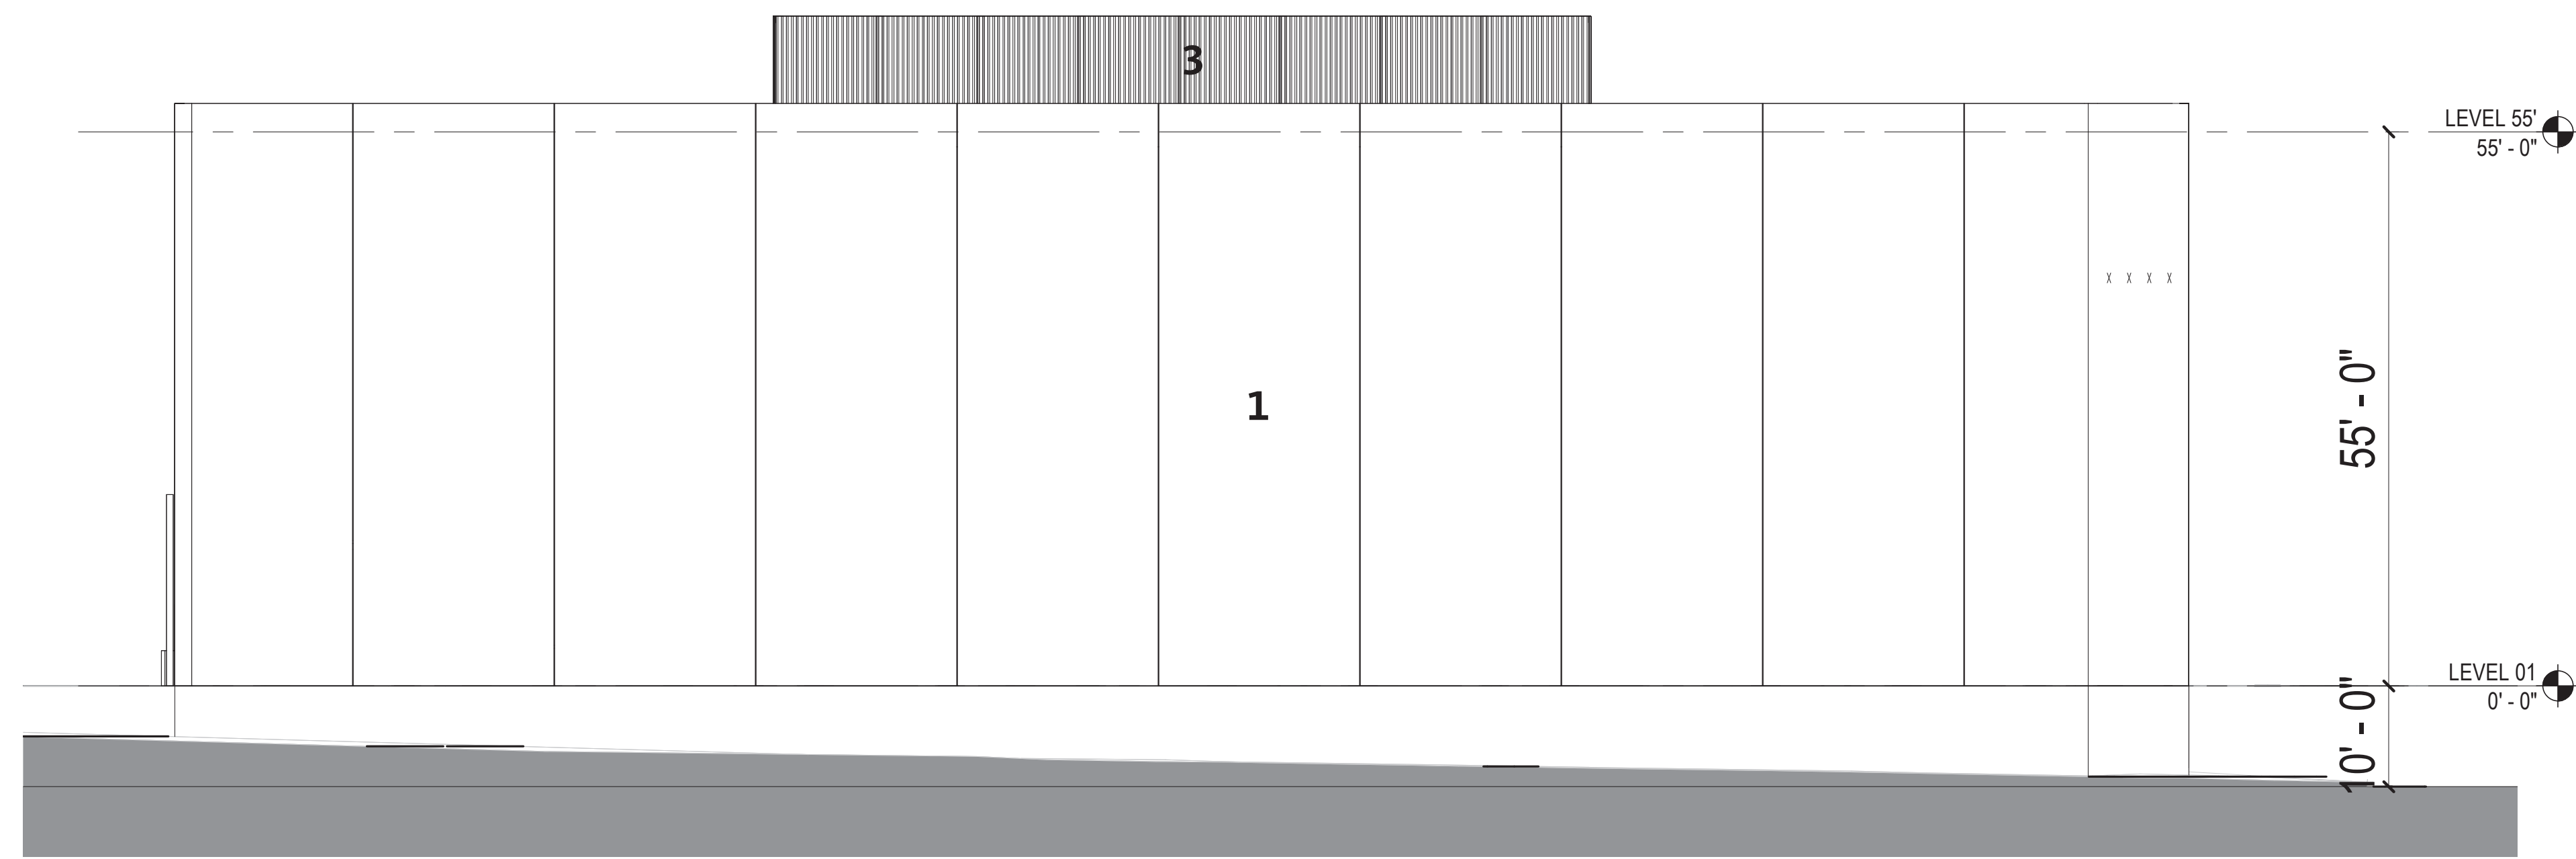 3
LEVEL 55'
55' - 0"
X X X X
55' - 0"
1
LEVEL 01
0' - 0"
10' - 0"